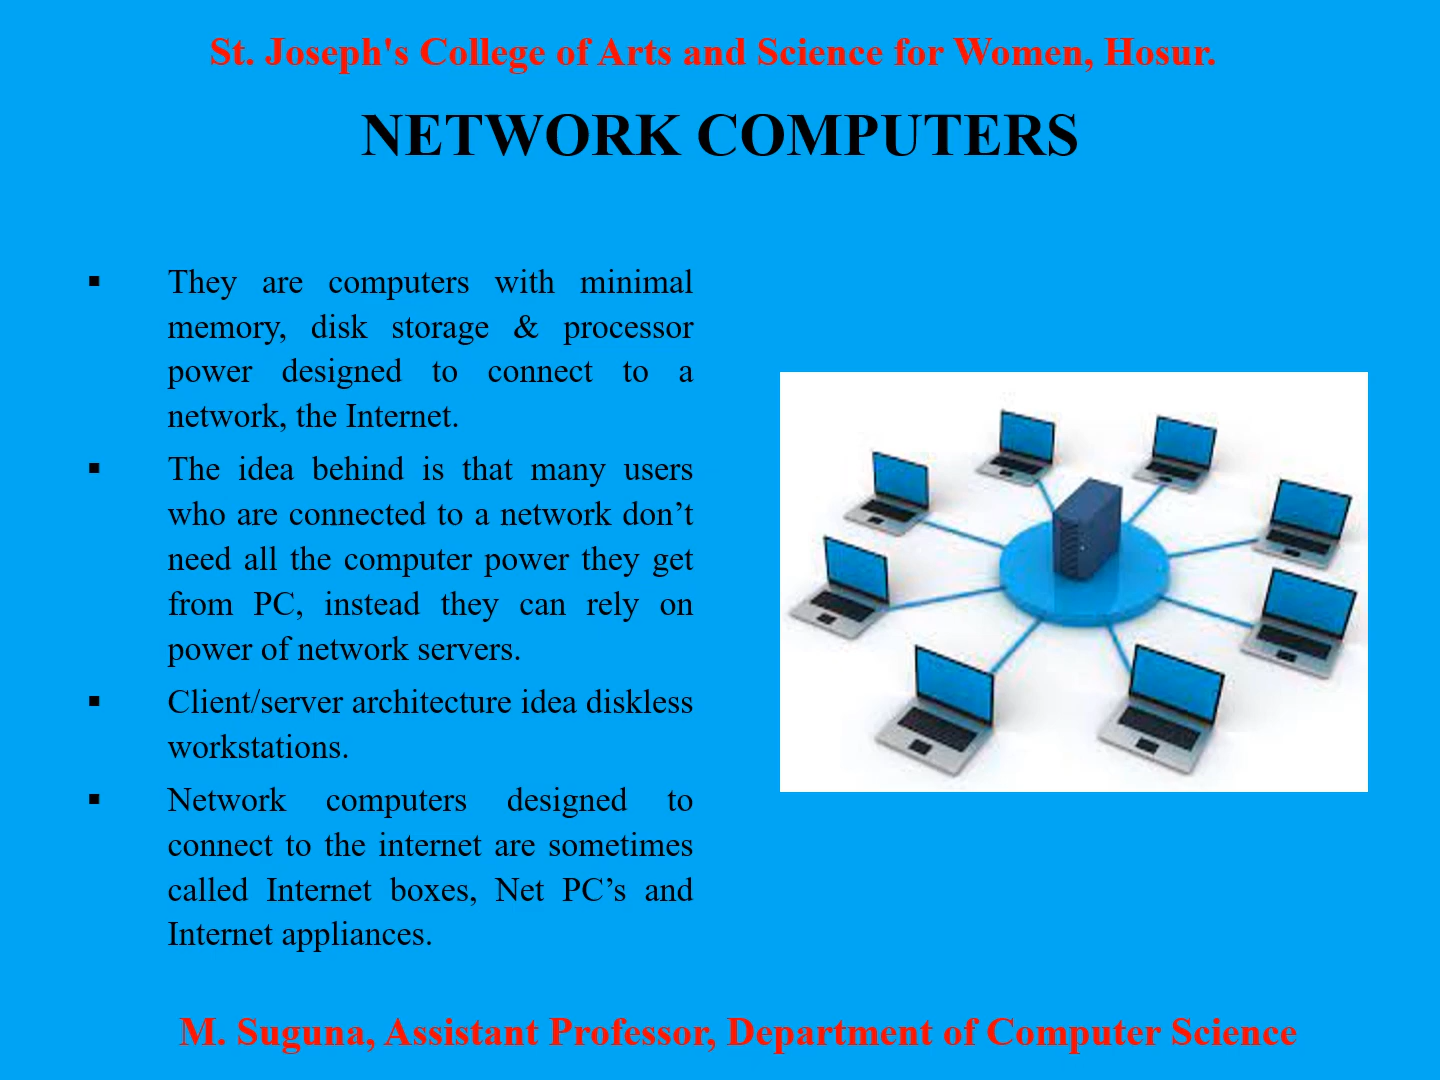 St. Joseph's College of Arts and Science for Women, Hosur.
NETWORK COMPUTERS
▪ They are computers with minimal
memory, disk storage & processor
power designed to connect to a
network, the Internet.
▪ The idea behind is that many users
who are connected to a network don’t
need all the computer power they get
from PC, instead they can rely on
power of network servers.
▪ Client/server architecture idea diskless
workstations.
▪ Network computers designed to
connect to the internet are sometimes
called Internet boxes, Net PC’s and
Internet appliances.
M. Suguna, Assistant Professor, Department of Computer Science